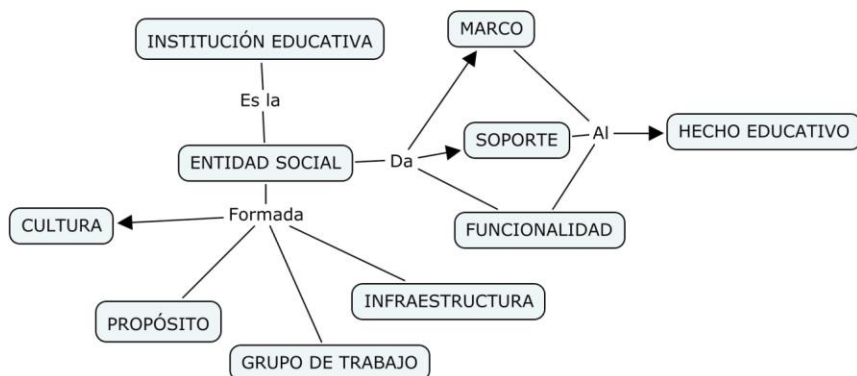 INSTITUCIÓN EDUCATIVA
MARCO
Es la
SOPORTE
Al
HECHO EDUCATIVO
ENTIDAD SOCIAL
Da
Formada
CULTURA
FUNCIONALIDAD
INFRAESTRUCTURA
PROPÓSITO
GRUPO DE TRABAJO